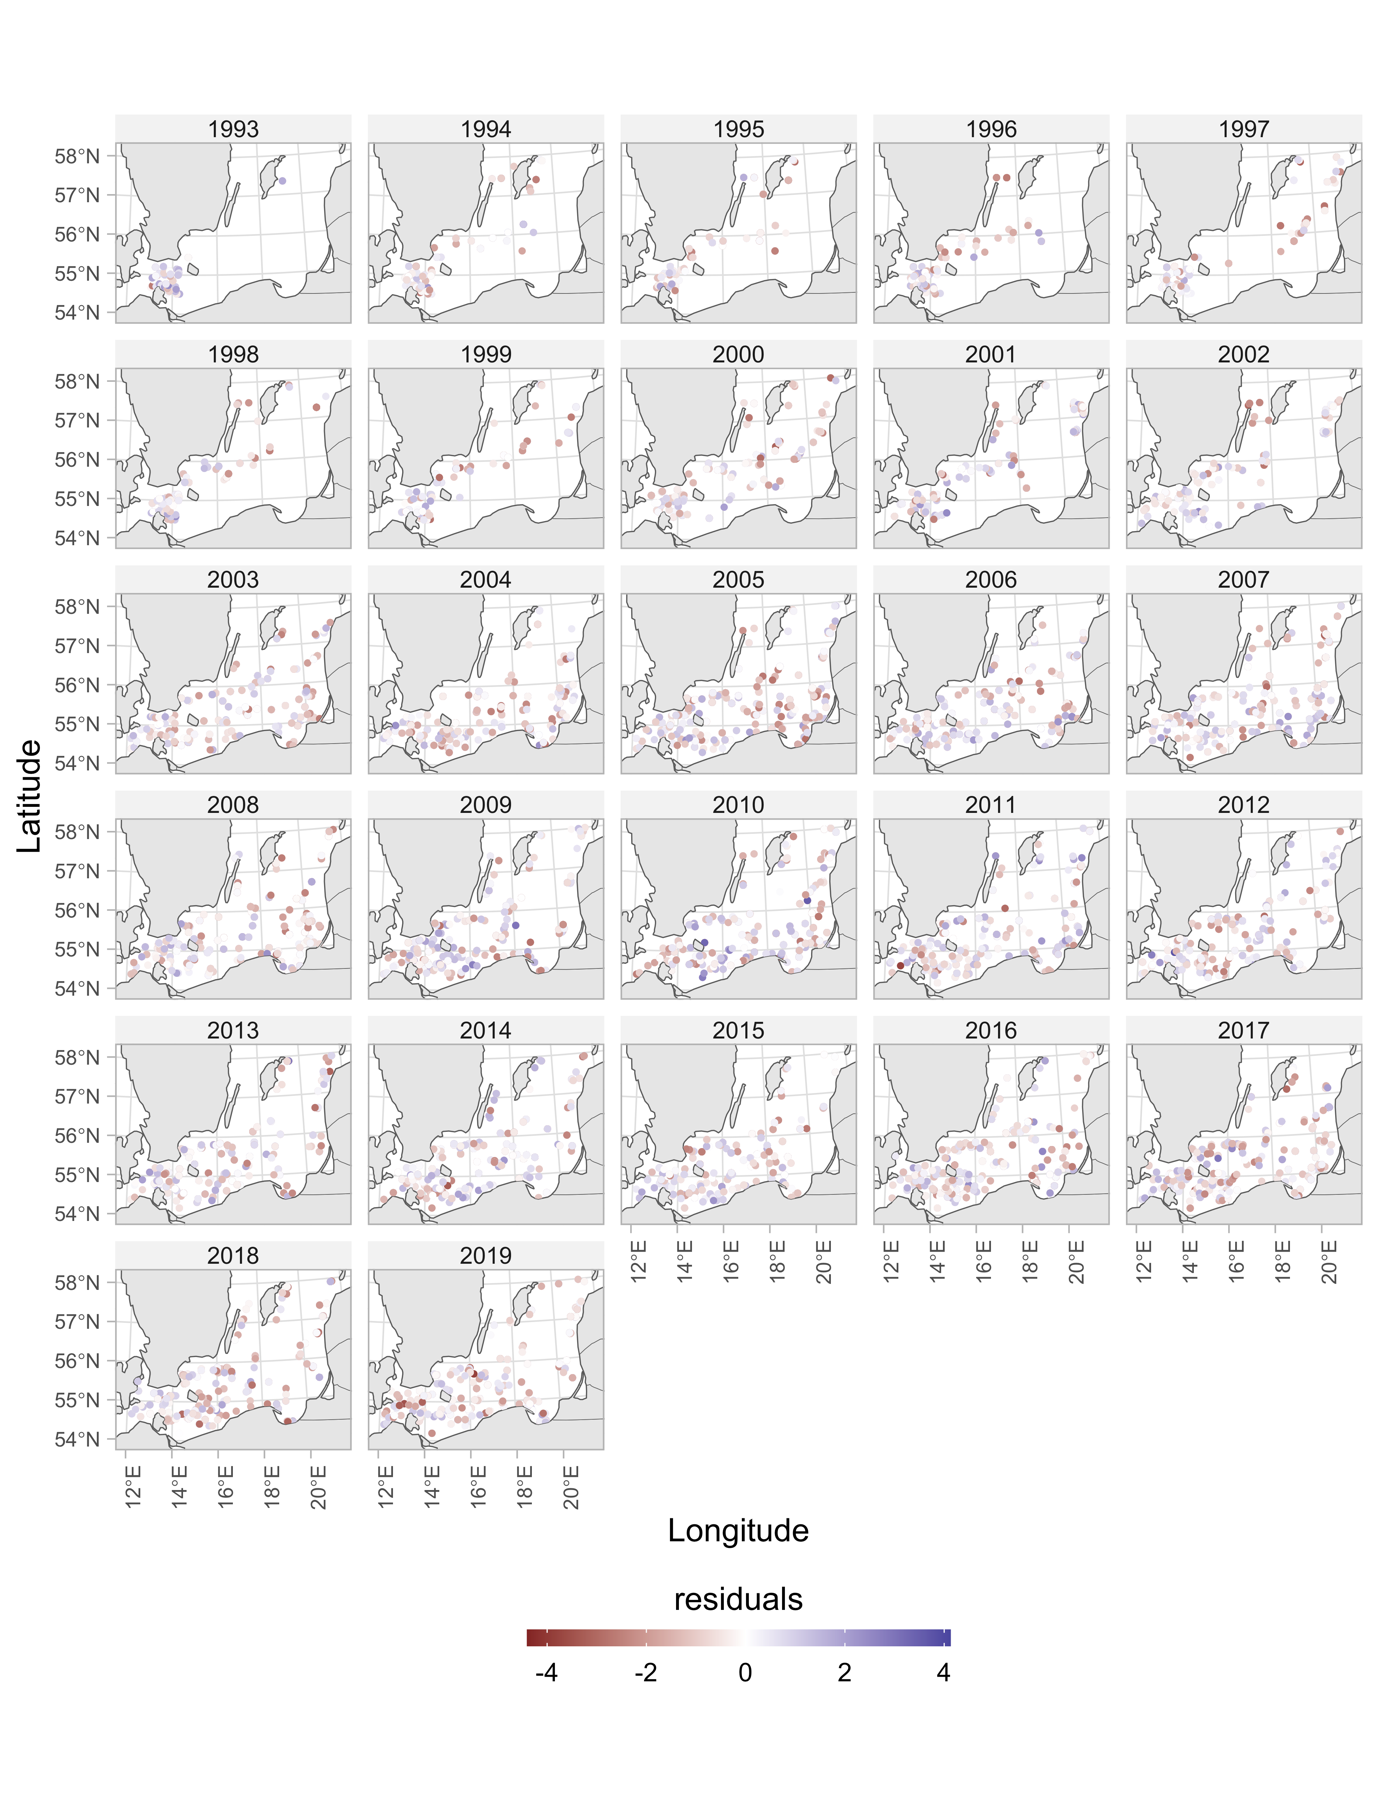 1993 1994 1995 1996 1997
58°N
57°N
56°N
55°N
54°N
1998 1999 2000 2001 2002
58°N
57°N
56°N
55°N
54°N
2003 2004 2005 2006 2007
58°N
57°N
56°N
55°N
54°N
Latitude
2008 2009 2010 2011 2012
58°N
57°N
56°N
55°N
54°N
2013 2014 2015 2016 2017
58°N
57°N
56°N
55°N
54°N
12°E 14°E 16°E 18°E 20°E 12°E 14°E 16°E 18°E 20°E 12°E 14°E 16°E 18°E 20°E
2018 2019
58°N
57°N
56°N
55°N
54°N
12°E 14°E 16°E 18°E 20°E 12°E 14°E 16°E 18°E 20°E
Longitude
residuals
-4 -2 0 2 4